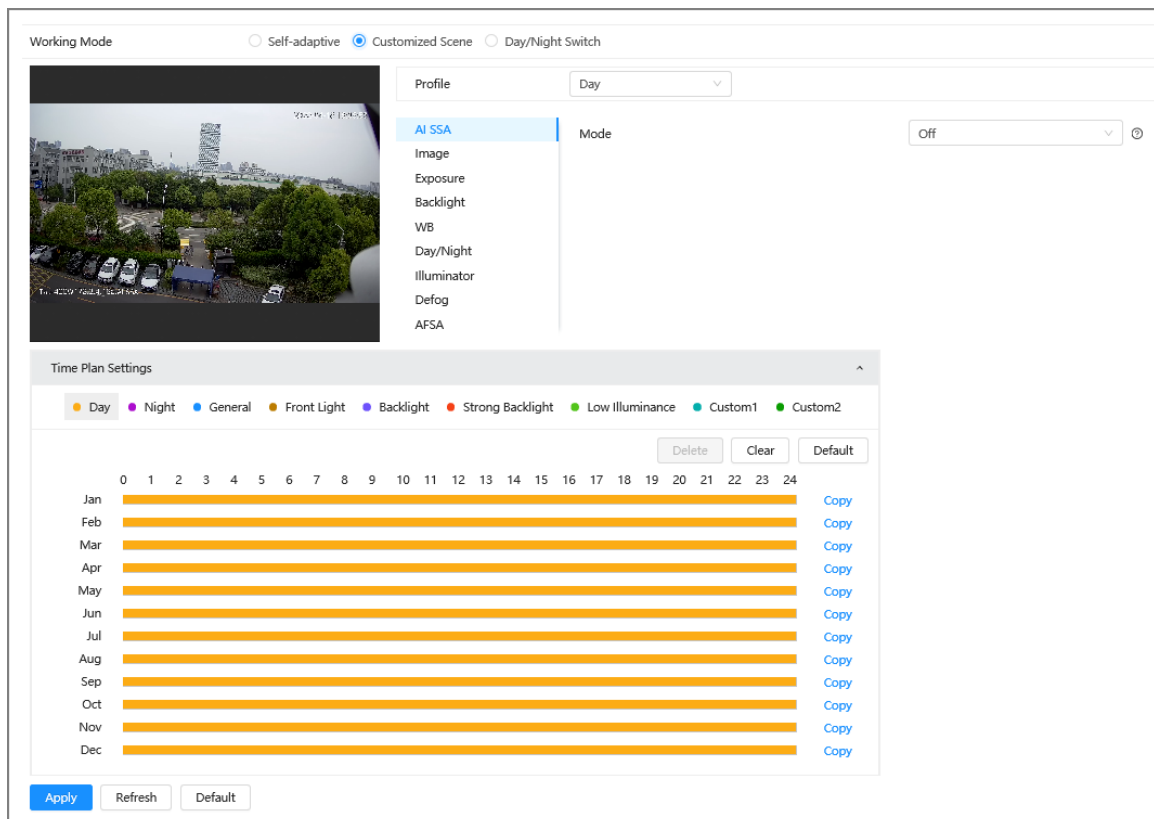 Working Mode Self-adaptive Customized Scene Day/Night Switch
Profile Day
AI SSA Mode Off
Image
Exposure
Backlight
WB
Day/Night
Illuminator
Defog
AFSA
Time Plan Settings
Day Night General Front Light Backlight Strong Backlight Low Illuminance Custom1 Custom2
Delete Clear Default
0 1 2 3 4 5 6 7 8 9 10 11 12 13 14 15 16 17 18 19 20 21 22 23 24
Jan Copy
Feb Copy
Mar Copy
Apr Copy
May Copy
Jun Copy
Jul Copy
Aug Copy
Sep Copy
Oct Copy
Nov Copy
Dec Copy
Apply Refresh Default